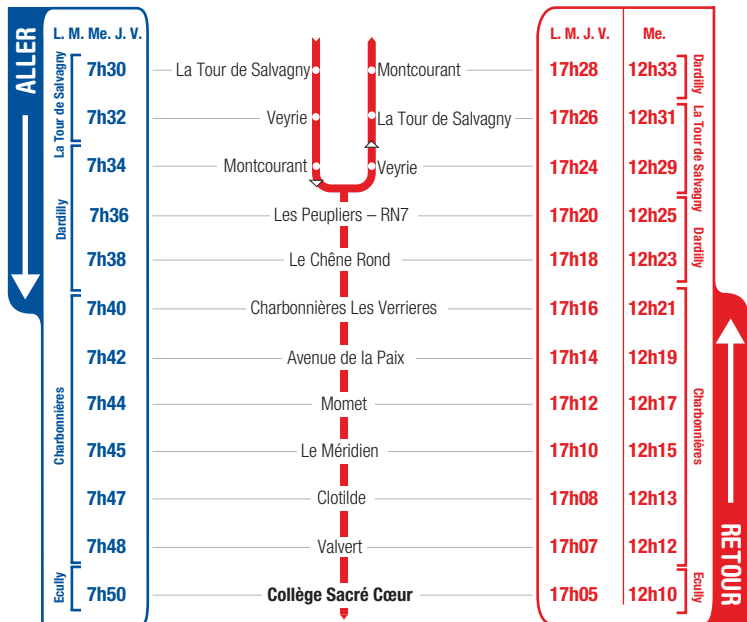 ALLER
L. M. Me. J. V.
L. M. J. V. Me.
La Tour de Salvagny
Dardilly
Charbonnières
Ecully
7h30 La Tour de Salvagny Montcourant 17h28 12h33
7h32 Veyrie La Tour de Salvagny 17h26 12h31
7h34 Montcourant Veyrie 17h24 12h29
7h36 Les Peupliers – RN7 17h20 12h25
7h38 Le Chêne Rond 17h18 12h23
7h40 Charbonnières Les Verrieres 17h16 12h21
7h42 Avenue de la Paix 17h14 12h19
7h44 Momet 17h12 12h17
7h45 Le Méridien 17h10 12h15
7h47 Clotilde 17h08 12h13
7h48 Valvert 17h07 12h12
7h50 Collège Sacré Cœur 17h05 12h10
Dardilly
La Tour de Salvagny
Dardilly
Charbonnières
Ecully
RETOUR